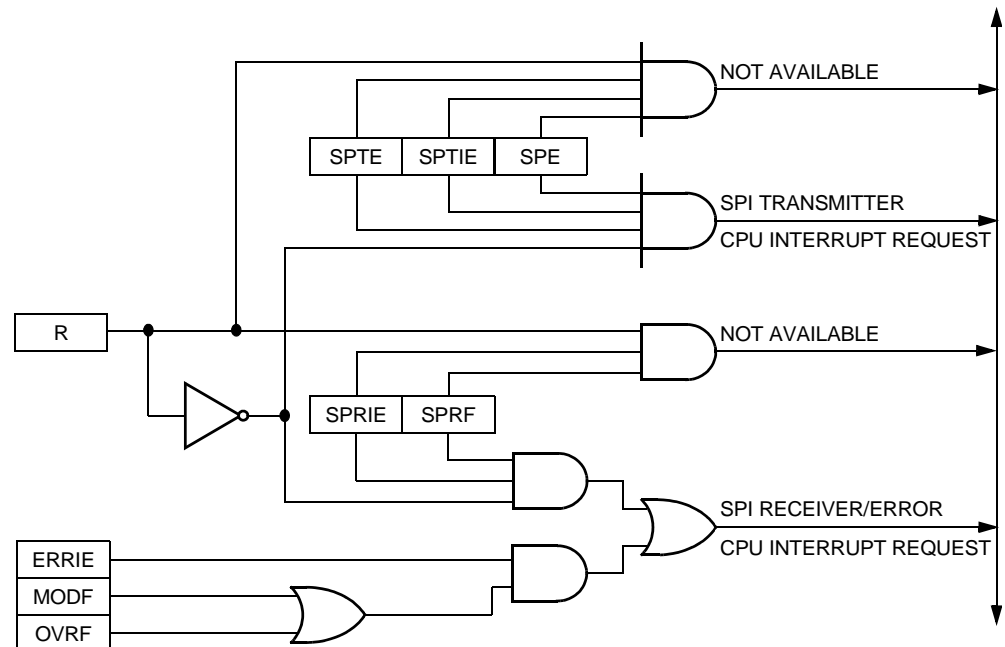 NOT AVAILABLE
SPTE SPTIE SPE
SPI TRANSMITTER
CPU INTERRUPT REQUEST
R
NOT AVAILABLE
SPRIE SPRF
SPI RECEIVER/ERROR
CPU INTERRUPT REQUEST
ERRIE
MODF
OVRF